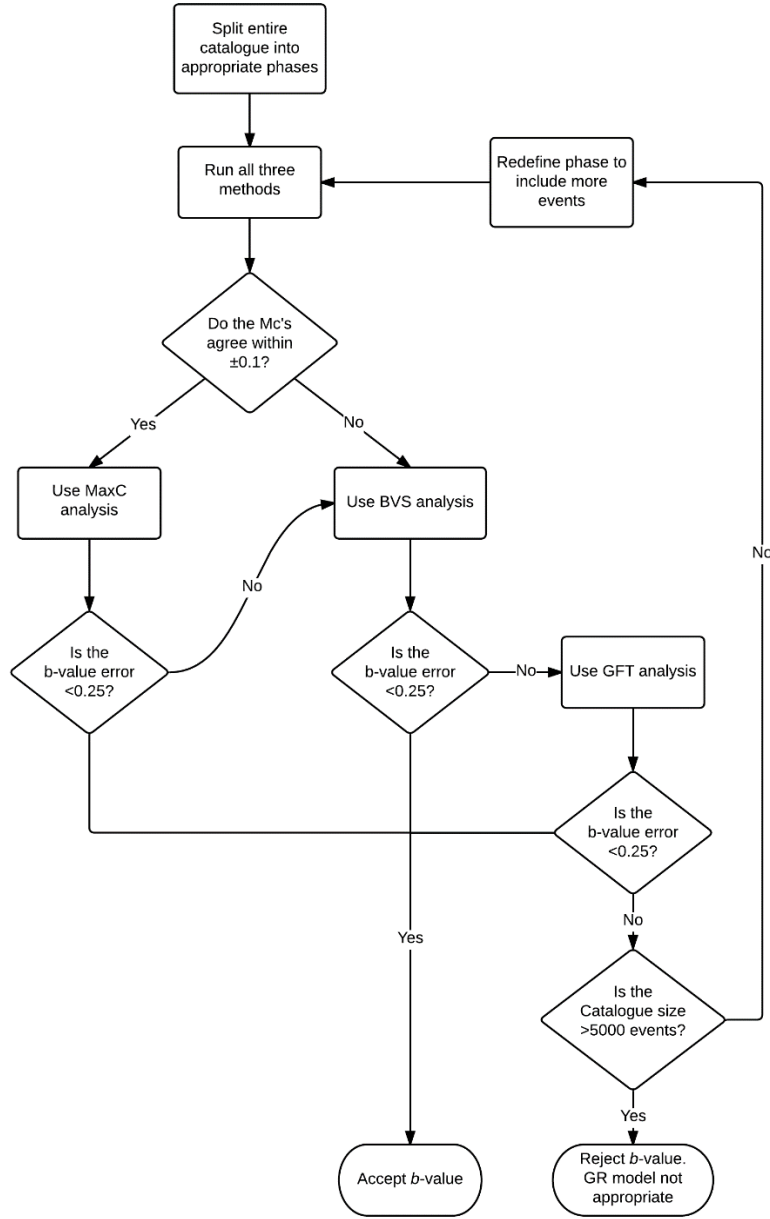 Split entire
catalogue into
appropriate phases
Run all three
methods
Redefine phase to
include more
events
Do the Mc's
agree within
±0.1?
Yes
No
Use MaxC
analysis
Use BVS analysis
No
No
Is the
b-value error
<0.25?
Is the
b-value error
<0.25?
No
Use GFT analysis
Is the
b-value error
<0.25?
No
Yes
Is the
Catalogue size
>5000 events?
Yes
Accept b-value
Reject b-value.
GR model not
appropriate